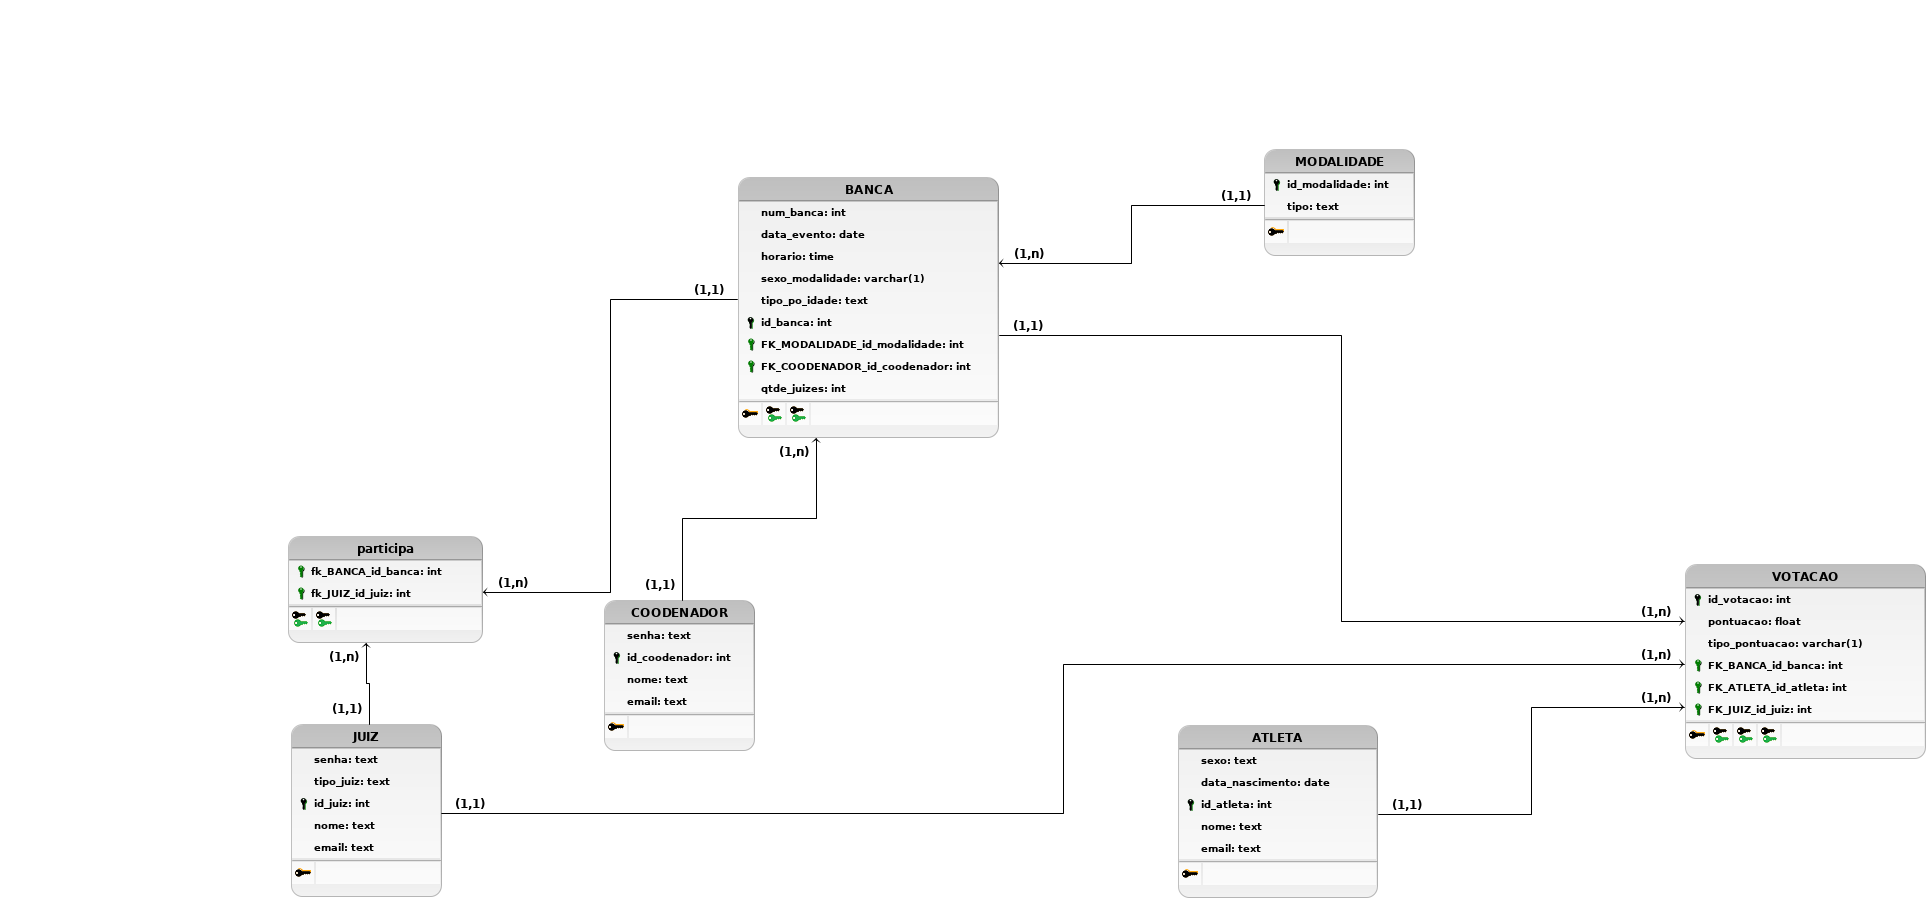 MODALIDADE
id_modalidade: int
tipo: text
(1,1)
(1,n)
BANCA
num_banca: int
data_evento: date
horario: time
sexo_modalidade: varchar(1)
tipo_po_idade: text
id_banca: int
FK_MODALIDADE_id_modalidade: int
FK_COODENADOR_id_coodenador: int
qtde_juizes: int
(1,1)
(1,1)
(1,n)
participa
fk_BANCA_id_banca: int
fk_JUIZ_id_juiz: int
(1,n)
(1,n)
(1,1)
COODENADOR
senha: text
id_coodenador: int
nome: text
email: text
(1,1)
JUIZ
senha: text
tipo_juiz: text
id_juiz: int
nome: text
email: text
(1,1)
ATLETA
sexo: text
data_nascimento: date
id_atleta: int
nome: text
email: text
(1,1)
(1,n)
(1,n)
(1,n)
VOTACAO
id_votacao: int
pontuacao: float
tipo_pontuacao: varchar(1)
FK_BANCA_id_banca: int
FK_ATLETA_id_atleta: int
FK_JUIZ_id_juiz: int